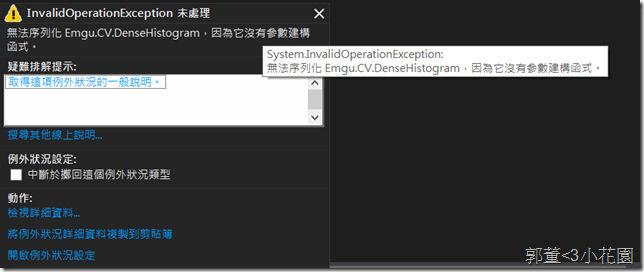 InvalidOperationException 未處理
無法序列化 Emgu.CV.DenseHistogram，因為它沒有參數建構
函式。
System.InvalidOperationException:
無法序列化 Emgu.CV.DenseHistogram，因為它沒有參數建構函式。
疑難排解提示:
取得這項例外狀況的一般說明。
搜尋其他線上說明...
例外狀況設定:
中斷於擲回這個例外狀況類型
動作:
檢視詳細資料...
將例外狀況詳細資料複製到剪貼簿
開啟例外狀況設定
郭董<3小花園